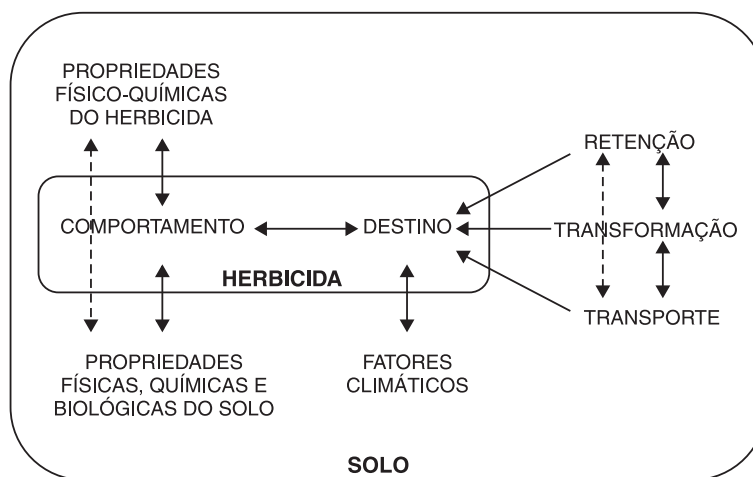 PROPRIEDADES
FÍSICO-QUÍMICAS
DO HERBICIDA
RETENÇÃO
COMPORTAMENTO
DESTINO
TRANSFORMAÇÃO
HERBICIDA
TRANSPORTE
PROPRIEDADES
FÍSICAS, QUÍMICAS E
BIOLÓGICAS DO SOLO
FATORES
CLIMÁTICOS
SOLO